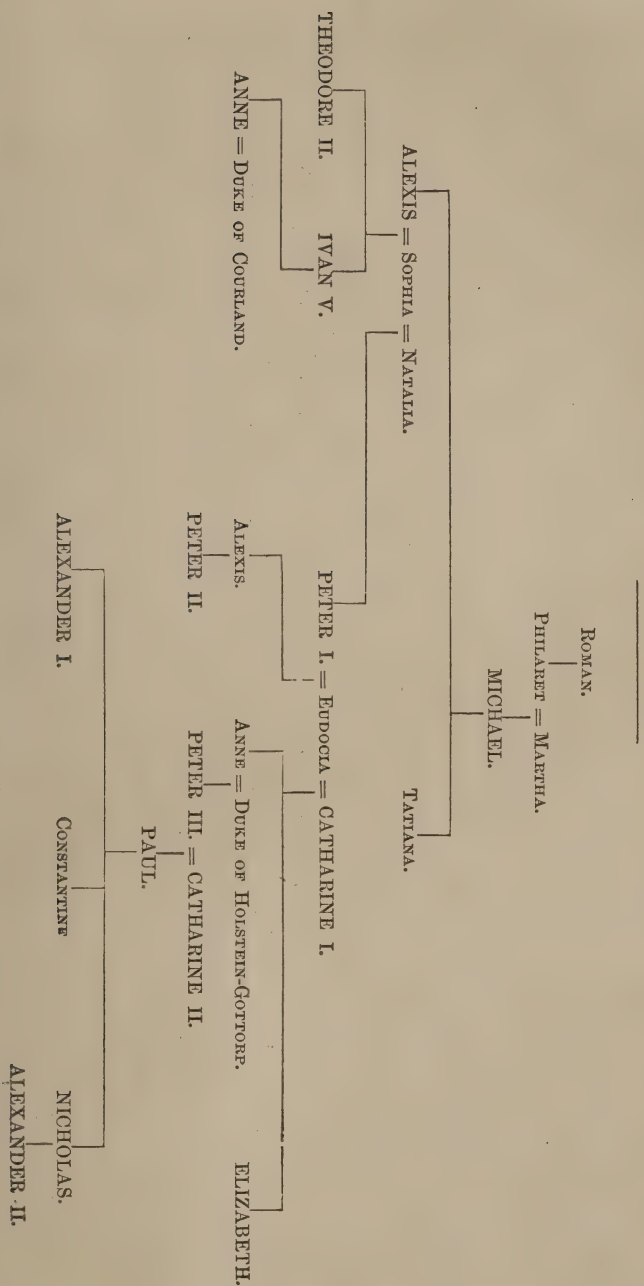 ROMAN.
PHILARET = MARTHA.
MICHAEL.
ALEXIS = SOPHIA = NATALIA. TATIANA.
THEODORE II. IVAN V. PETER I. = EUDOCIA = CATHARINE I.
ANNE = DUKE OF COURLAND. ALEXIS. ANNE = DUKE OF HOLSTEIN-GOTTORP. ELIZABETH.
PETER II. PETER III. = CATHARINE II.
PAUL.
ALEXANDER I. CONSTANTINE NICHOLAS.
ALEXANDER II.